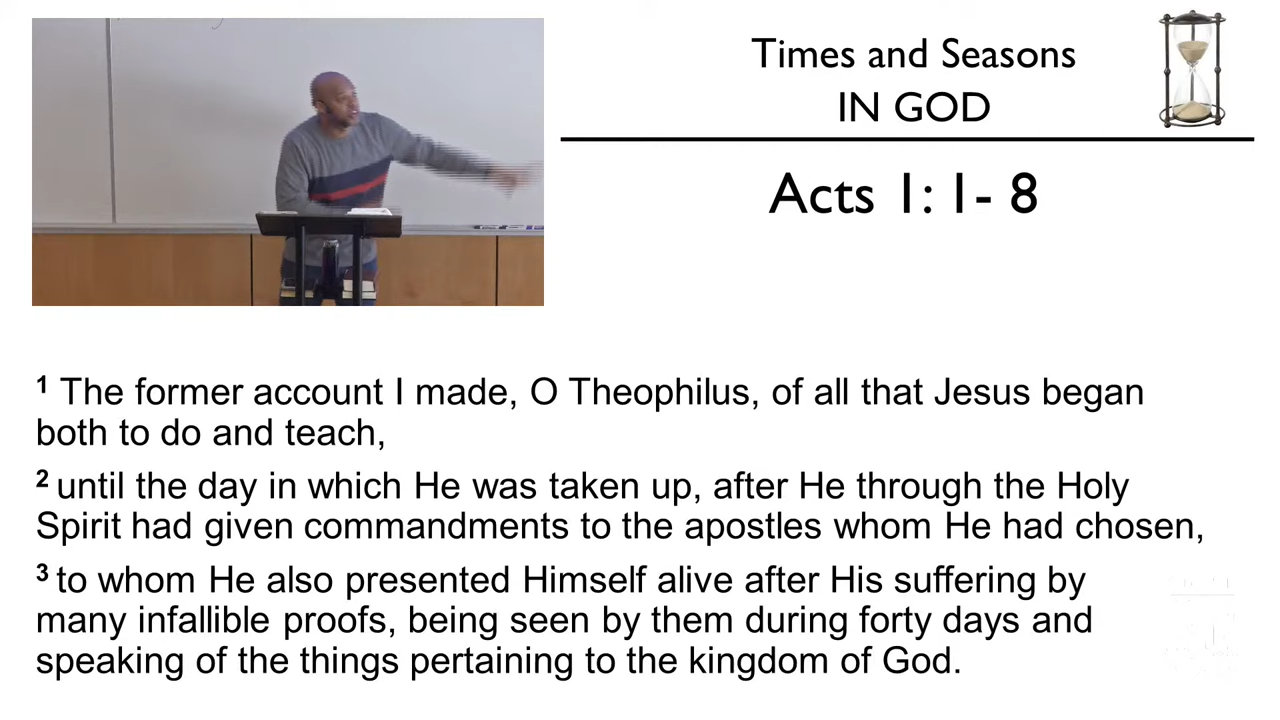 Times and Seasons
IN GOD
Acts 1: 1- 8
1 The former account I made, O Theophilus, of all that Jesus began
both to do and teach,
2 until the day in which He was taken up, after He through the Holy
Spirit had given commandments to the apostles whom He had chosen,
3 to whom He also presented Himself alive after His suffering by
many infallible proofs, being seen by them during forty days and
speaking of the things pertaining to the kingdom of God.